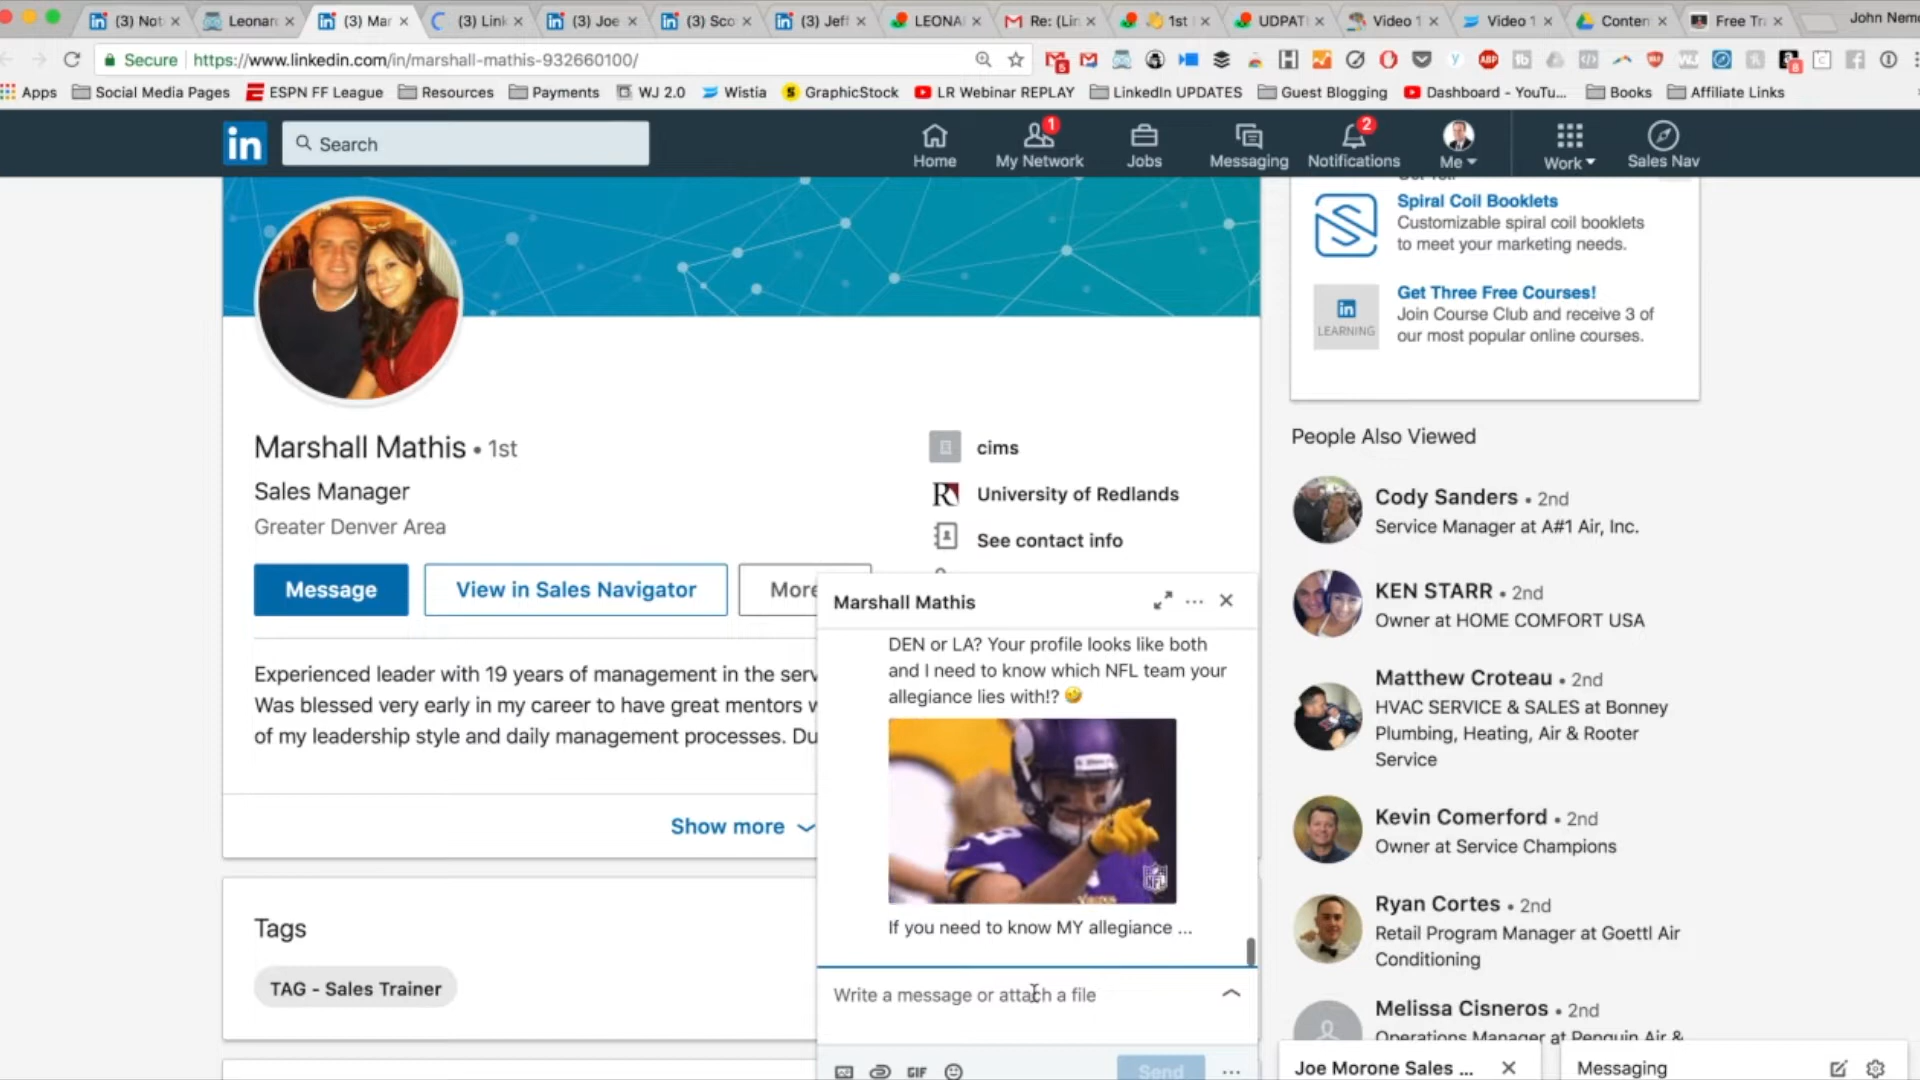 (3) Not
Leonar
(3) Mar
(3) Link
(3) Joe
(3) Sco
(3) Jeff
LEONA
Re: (Lin
1st
UDPATE
Video 1
Video 1
Conten
Free Tri
John Nemo
Secure
https://www.linkedin.com/in/marshall-mathis-932660100/
Apps
Social Media Pages
ESPN FF League
Resources
Payments
WJ 2.0
Wistia
GraphicStock
LR Webinar REPLAY
LinkedIn UPDATES
Guest Blogging
Dashboard - YouTu...
Books
Affiliate Links
in
Search
Home
1
My Network
Jobs
Messaging
2
Notifications
Me
Work
Sales Nav
Marshall Mathis • 1st
Sales Manager
Greater Denver Area
cims
University of Redlands
See contact info
Message
View in Sales Navigator
More
Experienced leader with 19 years of management in the serv
Was blessed very early in my career to have great mentors w
of my leadership style and daily management processes. Du
Show more
Tags
TAG - Sales Trainer
Marshall Mathis
DEN or LA? Your profile looks like both
and I need to know which NFL team your
allegiance lies with!? 🤣
NFL
If you need to know MY allegiance ...
Write a message or attach a file
GIF
Send
Spiral Coil Booklets
Customizable spiral coil booklets
to meet your marketing needs.
in
LEARNING
Get Three Free Courses!
Join Course Club and receive 3 of
our most popular online courses.
People Also Viewed
Cody Sanders • 2nd
Service Manager at A#1 Air, Inc.
KEN STARR • 2nd
Owner at HOME COMFORT USA
Matthew Croteau • 2nd
HVAC SERVICE & SALES at Bonney
Plumbing, Heating, Air & Rooter
Service
Kevin Comerford • 2nd
Owner at Service Champions
Ryan Cortes • 2nd
Retail Program Manager at Goettl Air
Conditioning
Melissa Cisneros • 2nd
Operations Manager at Penguin Air &
Joe Morone Sales ...
Messaging